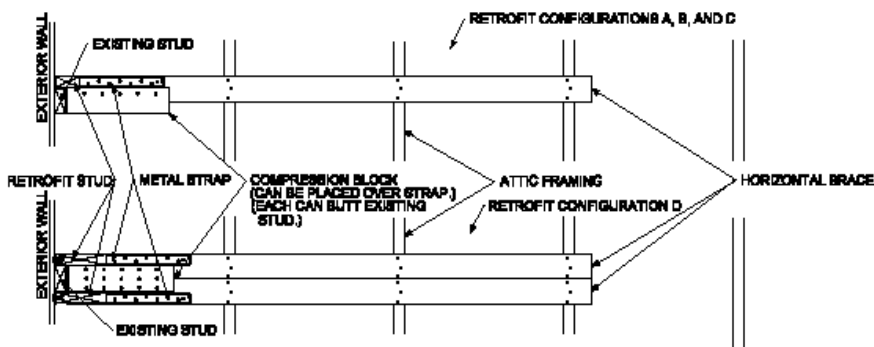 RETROFIT CONFIGURATIONS A, B, AND C
EXISTING STUD
EXTERIOR WALL
RETROFIT STUD
METAL STRAP
COMPRESSION BLOCK
(CAN BE PLACED OVER STRAP.)
(EACH CAN BUTT EXISTING
STUD.)
ATTIC FRAMING
HORIZONTAL BRACE
RETROFIT CONFIGURATION D
EXTERIOR WALL
EXISTING STUD